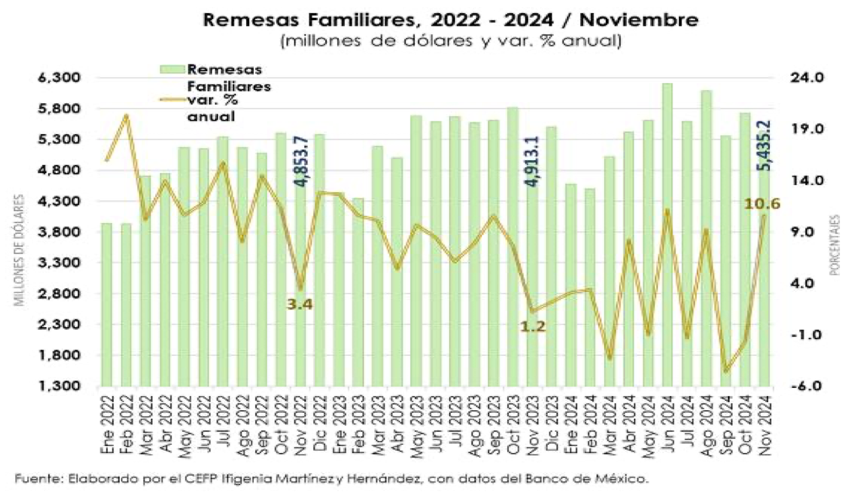 Remesas Familiares, 2022 - 2024 / Noviembre
(millones de dólares y var. % anual)
Remesas
Familiares
var. %
anual
MILLONES DE DÓLARES
6,300
5,800
5,300
4,800
4,300
3,800
3,300
2,800
2,300
1,800
1,300
24.0
19.0
14.0
9.0
4.0
-1.0
-6.0
PORCENTAJES
4,853.7
4,913.1
5,435.2
3.4
1.2
10.6
Ene 2022
Feb 2022
Mar 2022
Abr 2022
May 2022
Jun 2022
Jul 2022
Ago 2022
Sep 2022
Oct 2022
Nov 2022
Dic 2022
Ene 2023
Feb 2023
Mar 2023
Abr 2023
May 2023
Jun 2023
Jul 2023
Ago 2023
Sep 2023
Oct 2023
Nov 2023
Dic 2023
Ene 2024
Feb 2024
Mar 2024
Abr 2024
May 2024
Jun 2024
Jul 2024
Ago 2024
Sep 2024
Oct 2024
Nov 2024
Fuente: Elaborado por el CEFP Ifigenia Martínez y Hernández, con datos del Banco de México.